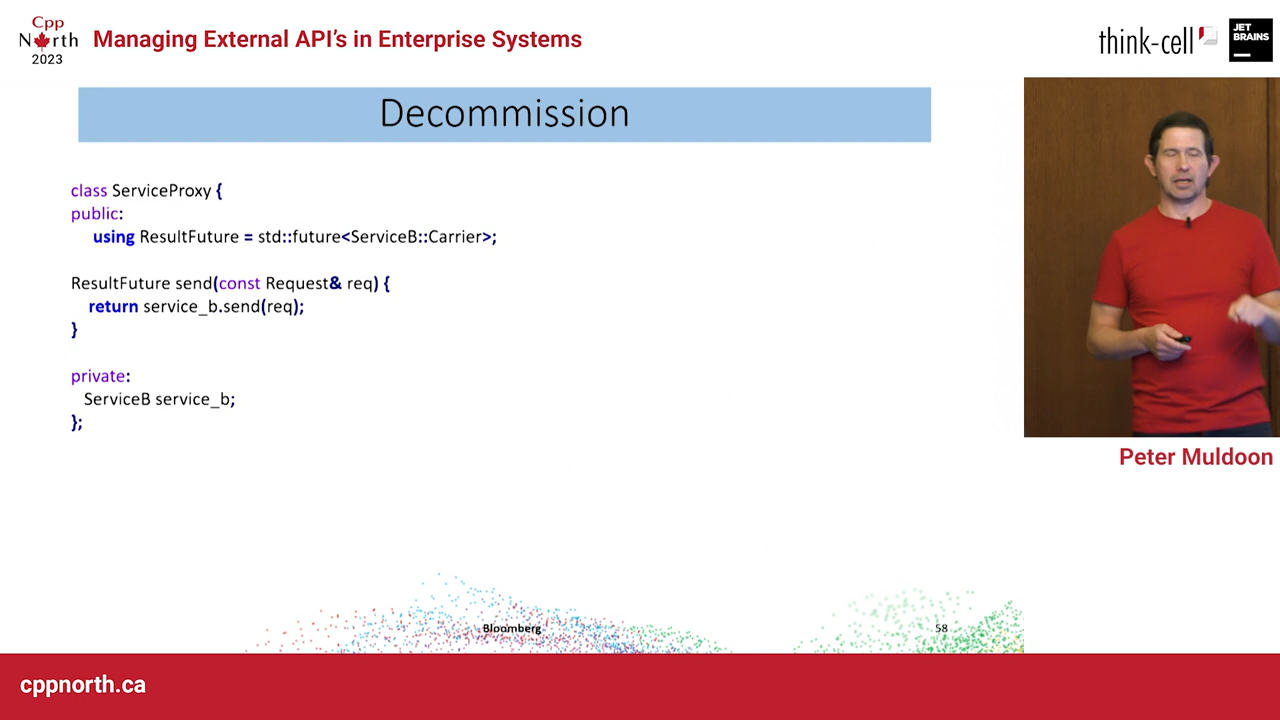 Cpp
North
2023
Managing External API's in Enterprise Systems
think-cell
JET
BRAINS
Decommission
class ServiceProxy {
public:
using ResultFuture = std::future<ServiceB::Carrier>;
ResultFuture send(const Request& req) {
return service_b.send(req);
}
private:
ServiceB service_b;
};
Peter Muldoon
Bloomberg
58
cppnorth.ca